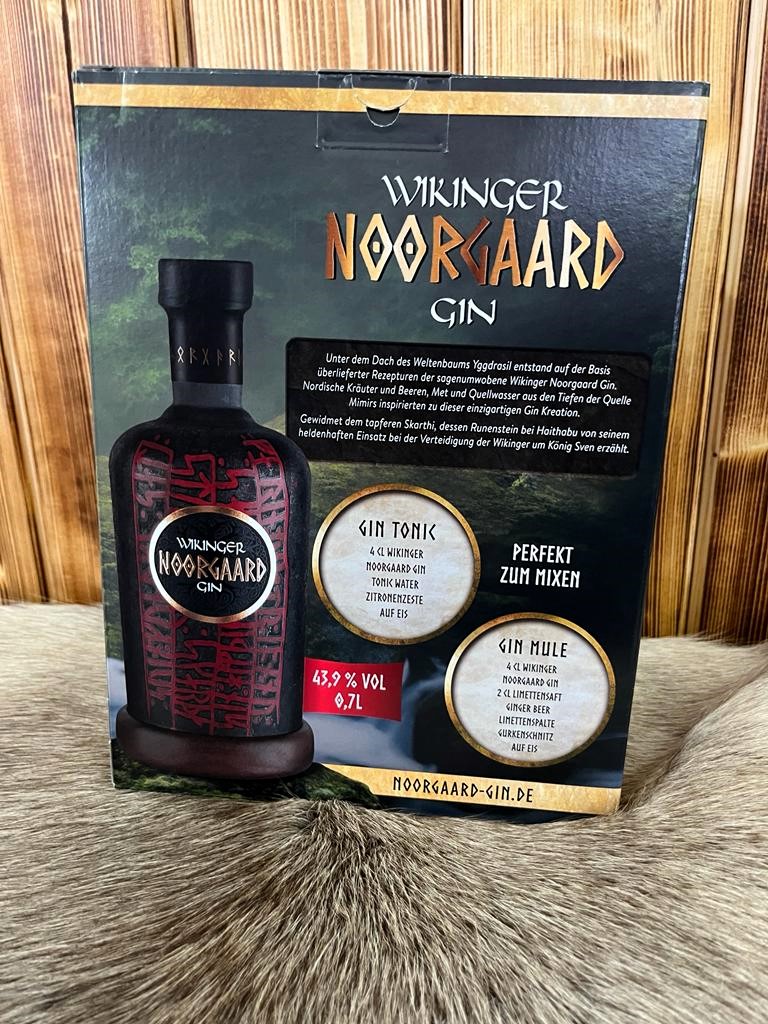 WIKINGER
NOORGAARD
GIN
Unter dem Dach des Weltenbaums Yggdrasil entstand auf der Basis
überlieferter Rezepturen der sagenumwobene Wikinger Noorgaard Gin.
Nordische Kräuter und Beeren, Met und Quellwasser aus den Tiefen der Quelle
Mimirs inspirierten zu dieser einzigartigen Gin Kreation.
Gewidmet dem tapferen Skarthi, dessen Runenstein bei Haithabu von seinem
heldenhaften Einsatz bei der Verteidigung der Wikinger um König Sven erzählt.
WIKINGER
NOORGAARD
GIN
GIN TONIC
4 CL WIKINGER
NOORGAARD GIN
TONIC WATER
ZITRONENZESTE
AUF EIS
PERFEKT
ZUM MIXEN
GIN MULE
4 CL WIKINGER
NOORGAARD GIN
2 CL LIMETTENSAFT
GINGER BEER
LIMETTENSPALTE
GURKENSCHNITZ
AUF EIS
43,9 % VOL
0,7L
NOORGAARD-GIN.DE